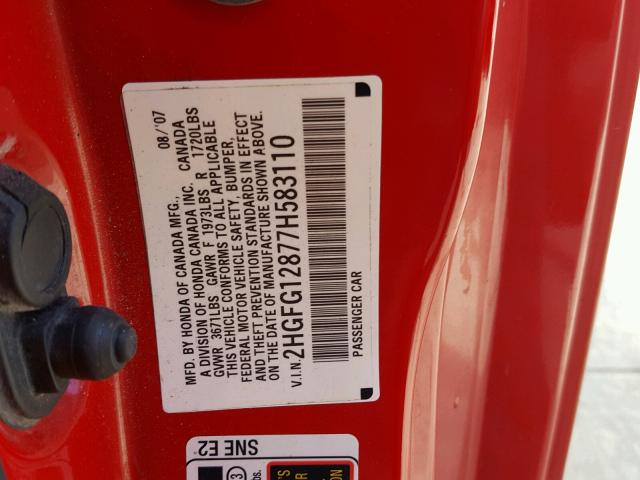 MFD. BY HONDA OF CANADA MFG., 08/'07
A DIVISION OF HONDA CANADA INC. CANADA
GVWR 3671LBS GAWR F 1973LBS R 1720LBS
THIS VEHICLE CONFORMS TO ALL APPLICABLE
FEDERAL MOTOR VEHICLE SAFETY, BUMPER,
AND THEFT PREVENTION STANDARDS IN EFFECT
ON THE DATE OF MANUFACTURE SHOWN ABOVE.
V.I.N. 2HGFG12877H583110
PASSENGER CAR
SNE E2